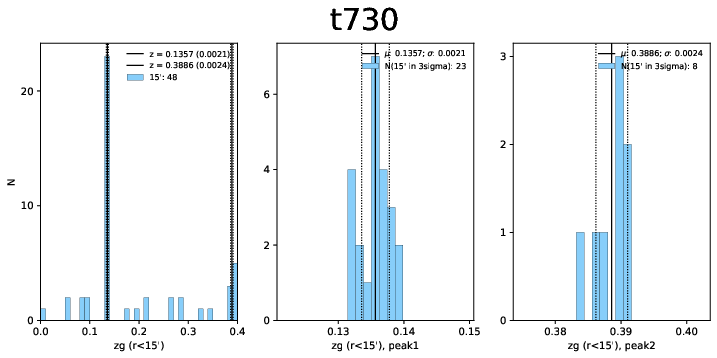 t730
z = 0.1357 (0.0021)
z = 0.3886 (0.0024)
15': 48
μ: 0.1357; σ: 0.0021
N(15' in 3sigma): 23
μ: 0.3886; σ: 0.0024
N(15' in 3sigma): 8
N
20
10
0
0.0 0.1 0.2 0.3 0.4
zg (r<15')
6
4
2
0
0.13 0.14 0.15
zg (r<15'), peak1
3
2
1
0
0.38 0.39 0.40
zg (r<15'), peak2